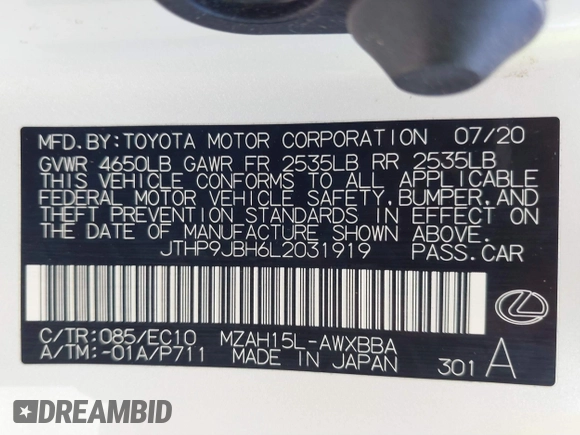 MFD.BY:TOYOTA MOTOR CORPORATION 07/20
GVWR 4650LB GAWR FR 2535LB RR 2535LB
THIS VEHICLE CONFORMS TO ALL APPLICABLE
FEDERAL MOTOR VEHICLE SAFETY, BUMPER, AND
THEFT PREVENTION STANDARDS IN EFFECT ON
THE DATE OF MANUFACTURE SHOWN ABOVE.
JTHP9JBH6L2031919 PASS.CAR
C/TR:085/EC10 MZAH15L-AWXBBA
A/TM:-01A/P711 MADE IN JAPAN 301 A
DREAMBID